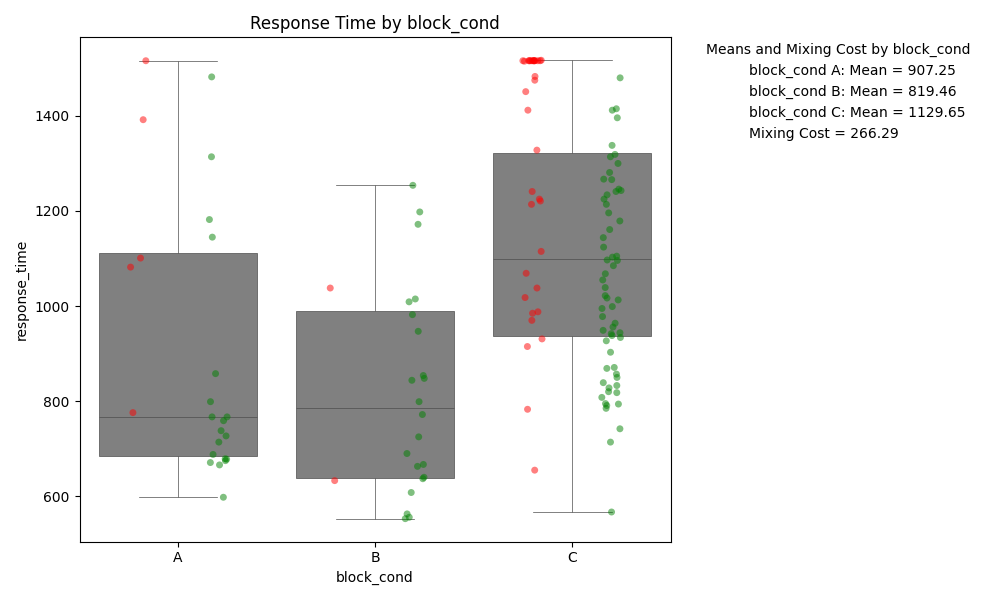 Response Time by block_cond
Means and Mixing Cost by block_cond
block_cond A: Mean = 907.25
block_cond B: Mean = 819.46
block_cond C: Mean = 1129.65
Mixing Cost = 266.29
response_time
1400
1200
1000
800
600
A
B
C
block_cond